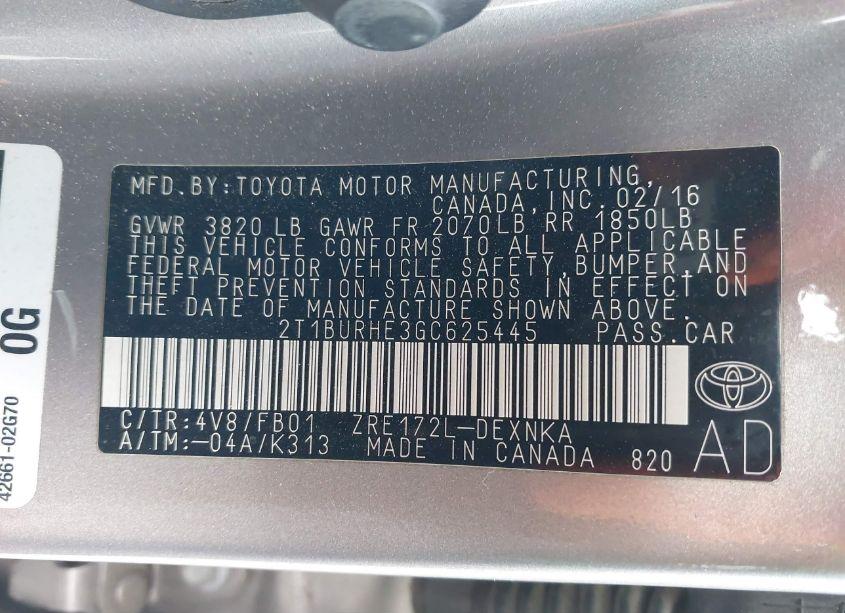 MFD.BY:TOYOTA MOTOR MANUFACTURING,
CANADA,INC.02/16
GVWR 3820 LB GAWR FR 2070LB RR 1850LB
THIS VEHICLE CONFORMS TO ALL APPLICABLE
FEDERAL MOTOR VEHICLE SAFETY,BUMPER,AND
THEFT PREVENTION STANDARDS IN EFFECT ON
THE DATE OF MANUFACTURE SHOWN ABOVE.
2T1BURHE3GC625445 PASS.CAR
C/TR:4V8/FB01 ZRE172L-DEXNKA
A/TM:-04A/K313 MADE IN CANADA 820
AD
0G
42661-02G70